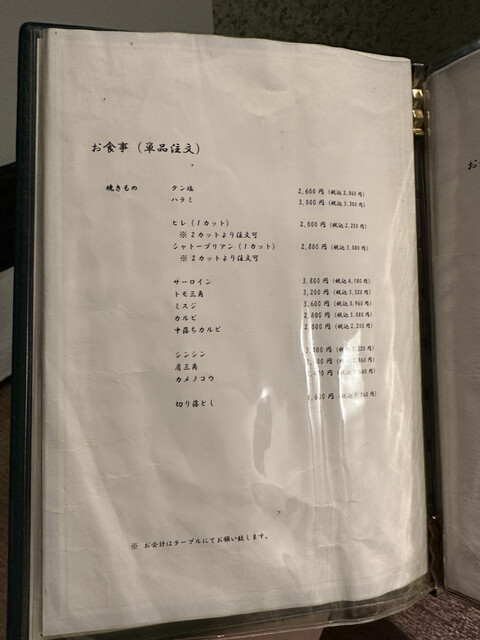 お食事（単品注文）
焼きもの タン塩 2,600円（税込2,860円）
ハラミ 3,000円（税込3,300円）
ヒレ（1カット） 2,000円（税込2,200円）
※2カットより注文可
シャトーブリアン（1カット） 2,800円（税込3,080円）
※2カットより注文可
サーロイン 3,800円（税込4,180円）
トモ三角 3,200円（税込3,520円）
ミスジ 3,600円（税込3,960円）
カルビ 2,800円（税込3,080円）
中落ちカルビ 2,000円（税込2,200円）
シンシン
肩三角
カメノコウ
切り落とし
※ お会計はテーブルにてお願い致します。
お